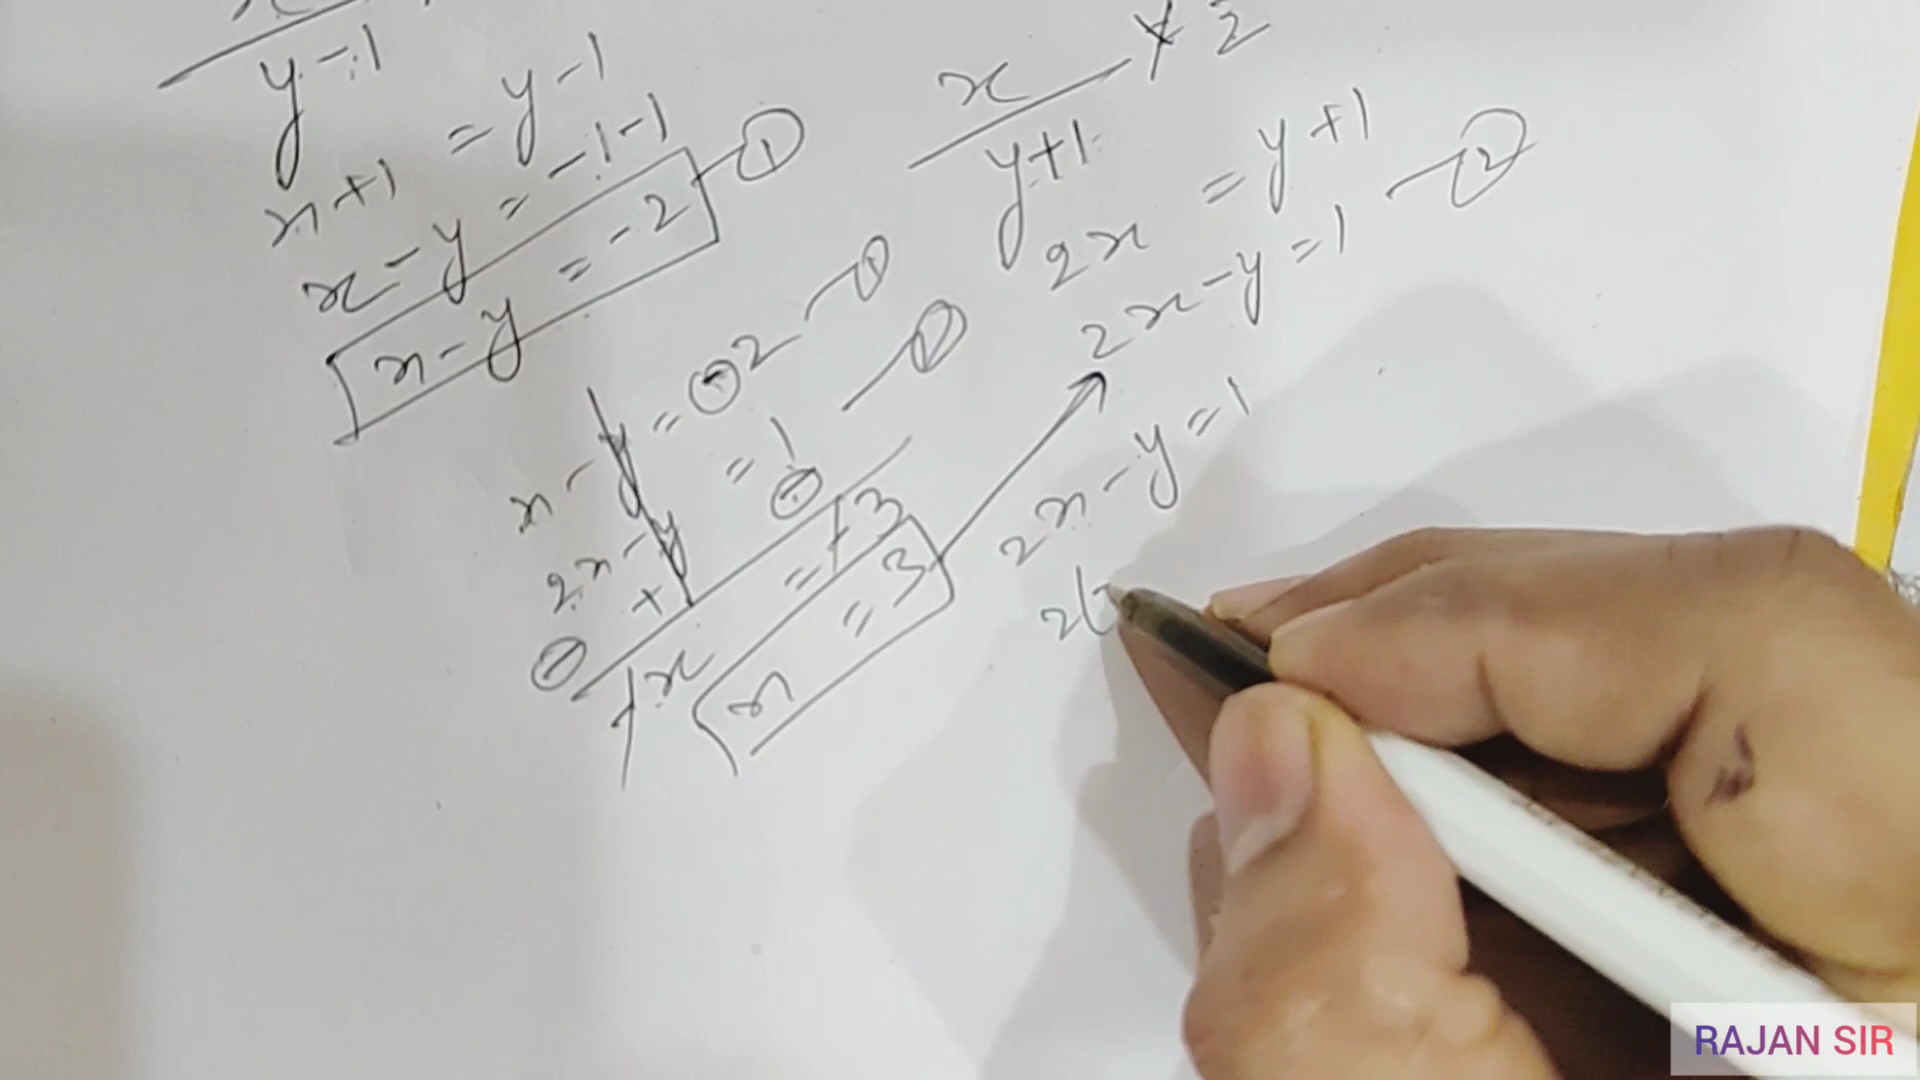 y-1
x+1 = y-1
x-y = -1-1
x-y = -2 ①
x-y = -2 ①
2x-y = 1
- + -
-x = -3
x = 3
x
y+1
2
2x = y+1
2x-y=1 ②
2x-y=1
2(
RAJAN SIR